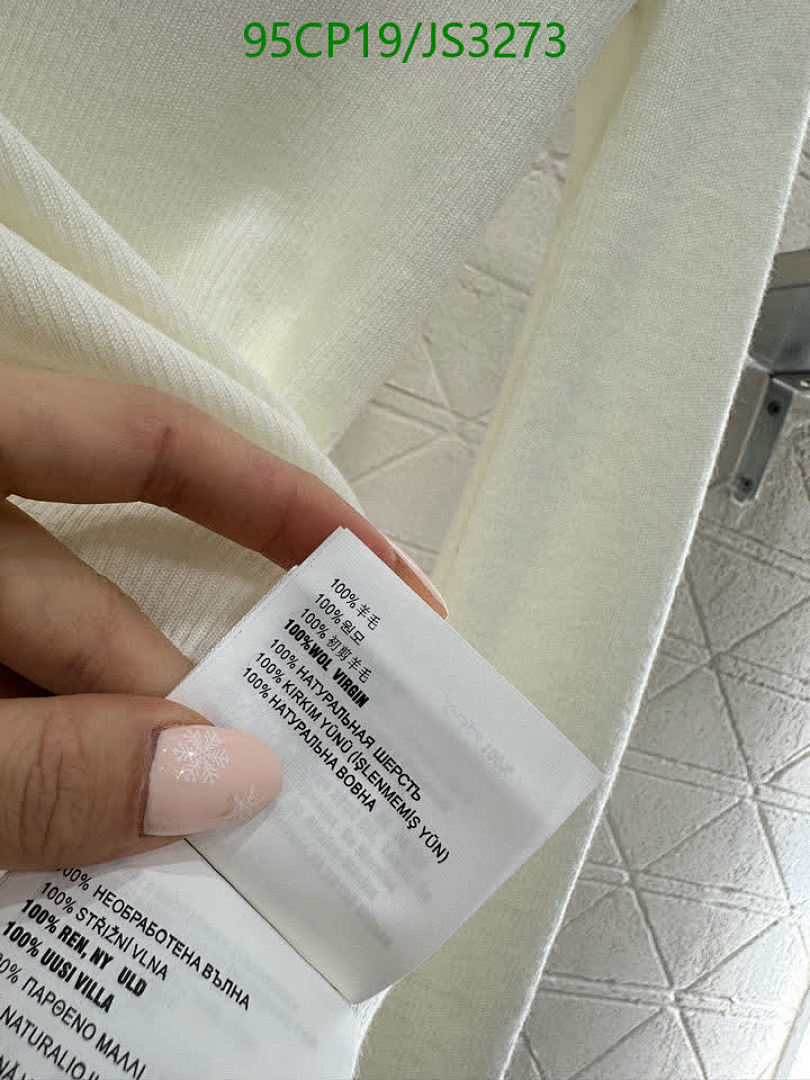 95CP19/JS3273
100%羊毛
100%원모
100%初剪羊毛
100%WOL VIRGIN
100% НАТУРАЛЬНАЯ ШЕРСТЬ
100% KIRKIM YÜNÜ (İŞLENMEMİŞ YÜN)
100% НАТУРАЛЬНА ВОВНА
100% НЕОБРАБОТЕНА ВЪЛНА
100% STŘIŽNÍ VLNA
100% REN, NY ULD
100% UUSI VILLA
ΠΑΡΘΕΝΟ ΜΑΛΛΙ